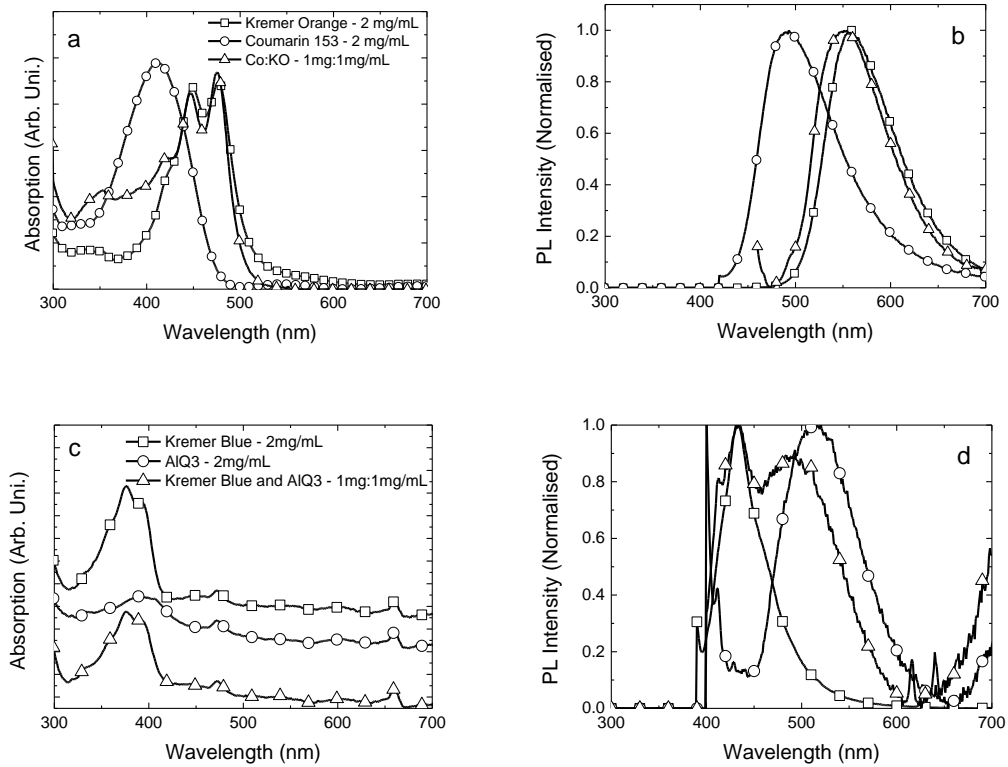 a
Kremer Orange - 2 mg/mL
Coumarin 153 - 2 mg/mL
Co:KO - 1mg:1mg/mL
Absorption (Arb. Uni.)
300 400 500 600 700
Wavelength (nm)
b
1.0
0.8
0.6
0.4
0.2
0.0
PL Intensity (Normalised)
300 400 500 600 700
Wavelength (nm)
c
Kremer Blue - 2mg/mL
AlQ3 - 2mg/mL
Kremer Blue and AlQ3 - 1mg:1mg/mL
Absorption (Arb. Uni.)
300 400 500 600 700
Wavelength (nm)
d
1.0
0.8
0.6
0.4
0.2
0.0
PL Intensity (Normalised)
300 400 500 600 700
Wavelength (nm)